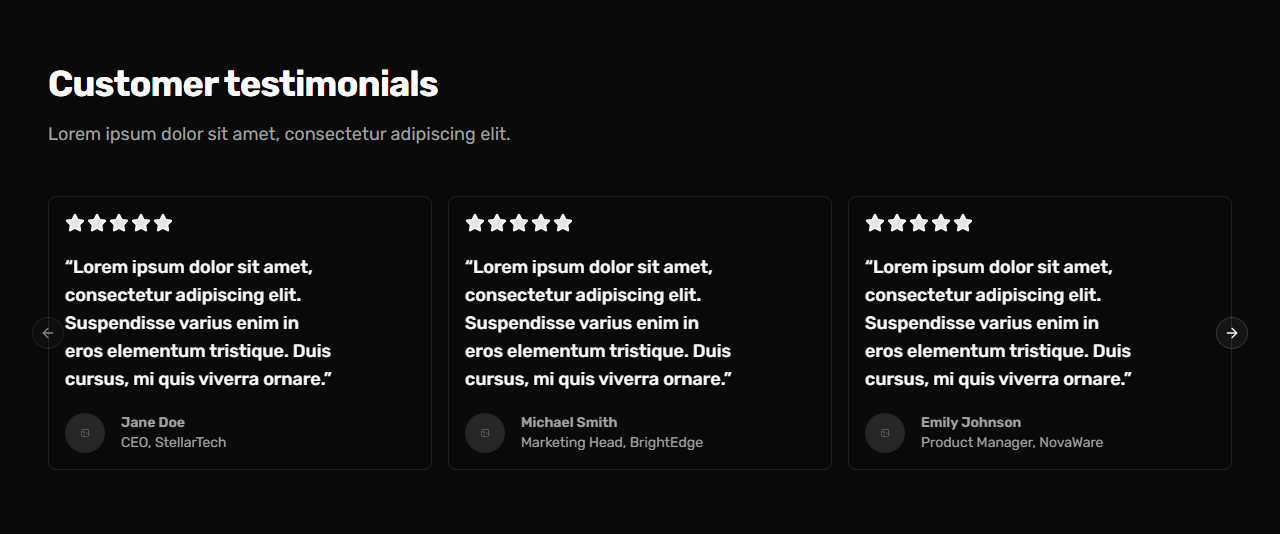 Customer testimonials
Lorem ipsum dolor sit amet, consectetur adipiscing elit.
“Lorem ipsum dolor sit amet,
consectetur adipiscing elit.
Suspendisse varius enim in
eros elementum tristique. Duis
cursus, mi quis viverra ornare.”
Jane Doe
CEO, StellarTech
“Lorem ipsum dolor sit amet,
consectetur adipiscing elit.
Suspendisse varius enim in
eros elementum tristique. Duis
cursus, mi quis viverra ornare.”
Michael Smith
Marketing Head, BrightEdge
“Lorem ipsum dolor sit amet,
consectetur adipiscing elit.
Suspendisse varius enim in
eros elementum tristique. Duis
cursus, mi quis viverra ornare.”
Emily Johnson
Product Manager, NovaWare